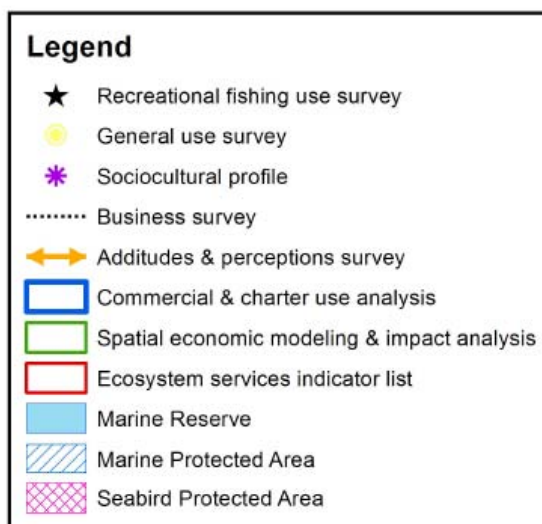 Legend
Recreational fishing use survey
General use survey
Sociocultural profile
Business survey
Additudes & perceptions survey
Commercial & charter use analysis
Spatial economic modeling & impact analysis
Ecosystem services indicator list
Marine Reserve
Marine Protected Area
Seabird Protected Area